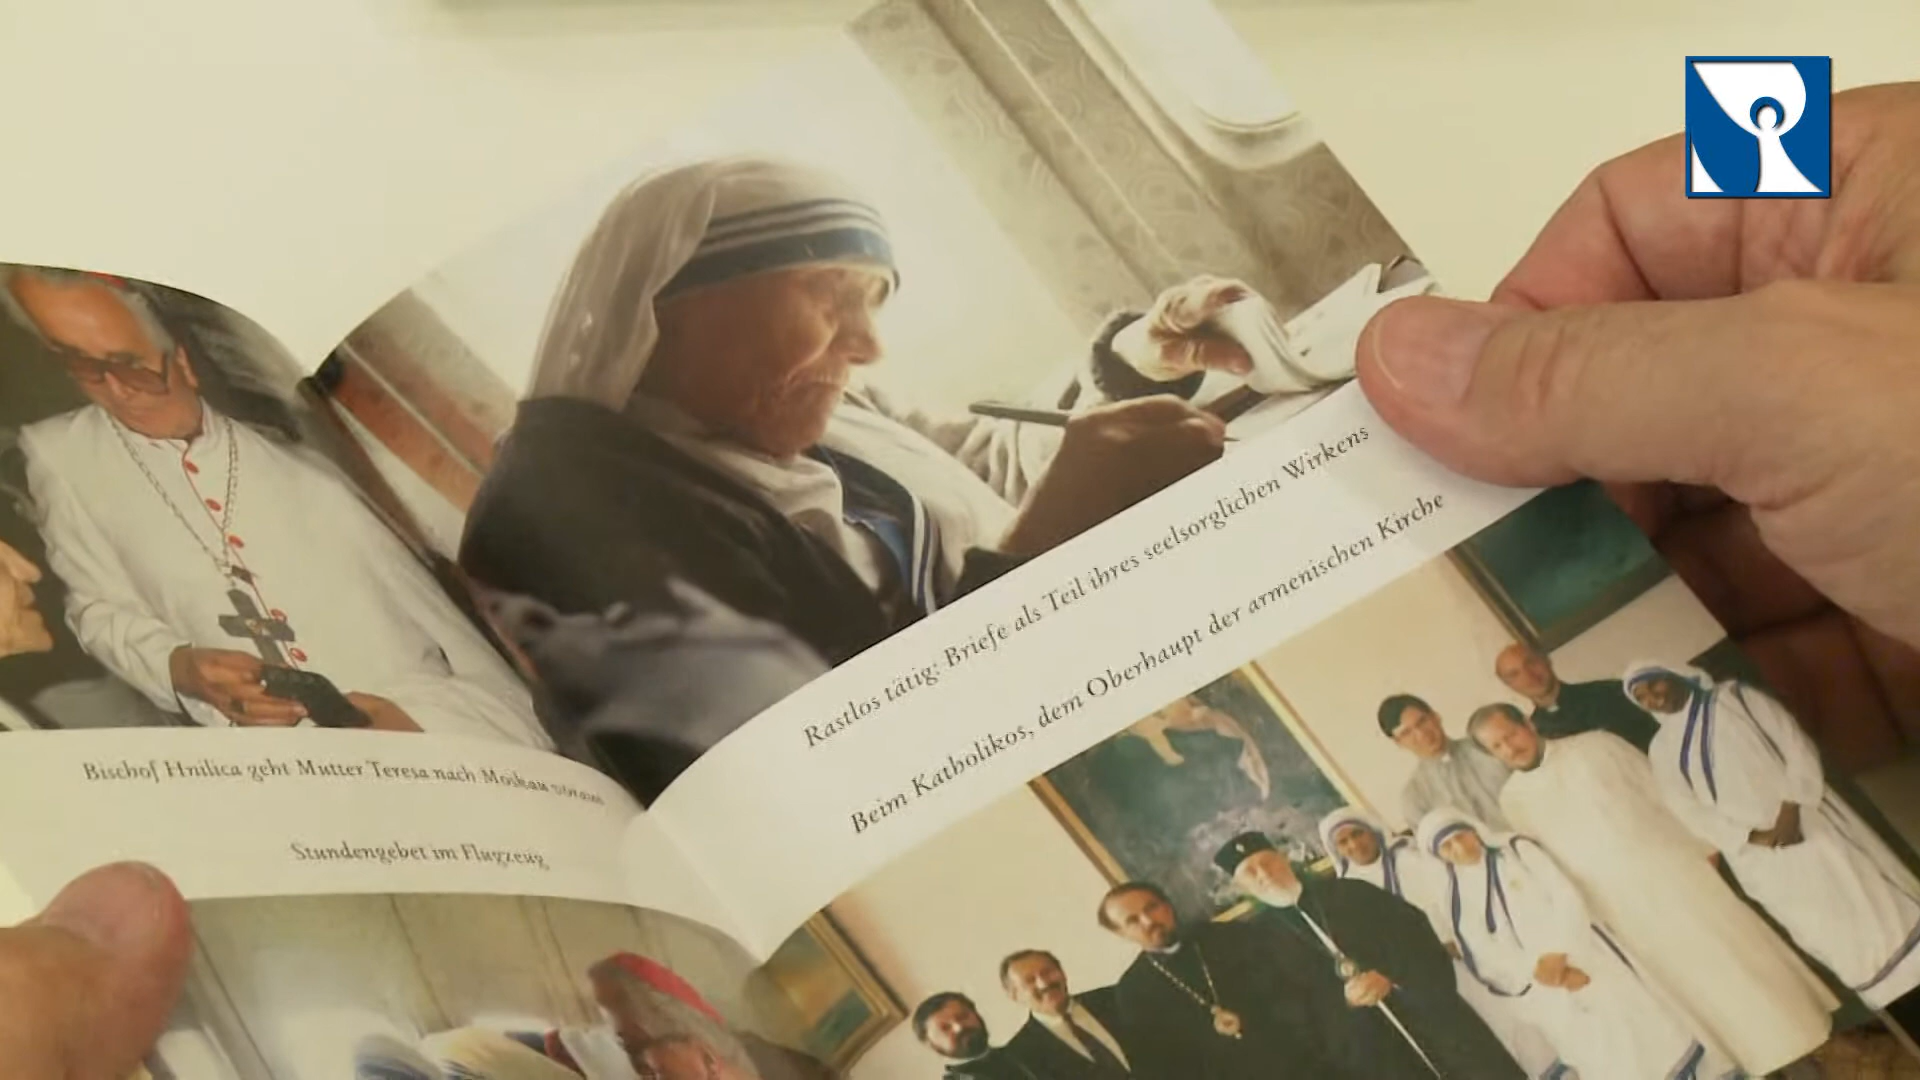 Bischof Hnilica geht Mutter Teresa nach Moskau voraus
Stundengebet im Flugzeug
Rastlos tätig: Briefe als Teil ihres seelsorglichen Wirkens
Beim Katholikos, dem Oberhaupt der armenischen Kirche